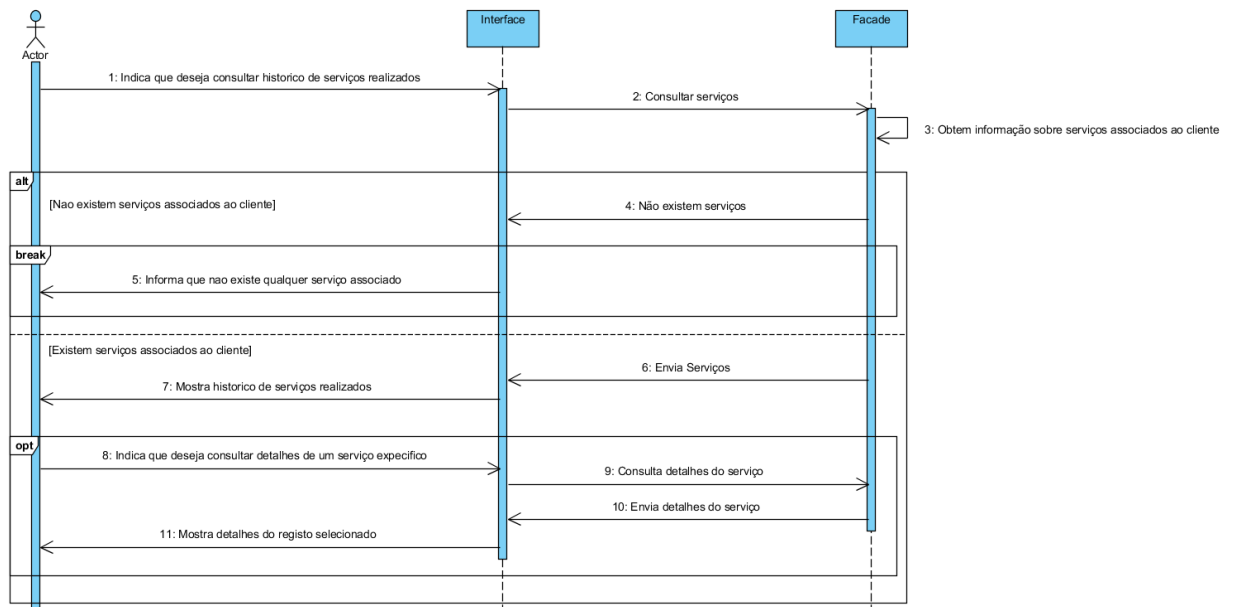 Interface
Facade
Actor
1: Indica que deseja consultar historico de serviços realizados
2: Consultar serviços
3: Obtem informação sobre serviços associados ao cliente
alt
[Nao existem serviços associados ao cliente]
4: Não existem serviços
break
5: Informa que nao existe qualquer serviço associado
[Existem serviços associados ao cliente]
6: Envia Serviços
7: Mostra historico de serviços realizados
opt
8: Indica que deseja consultar detalhes de um serviço expecifico
9: Consulta detalhes do serviço
10: Envia detalhes do serviço
11: Mostra detalhes do registo selecionado